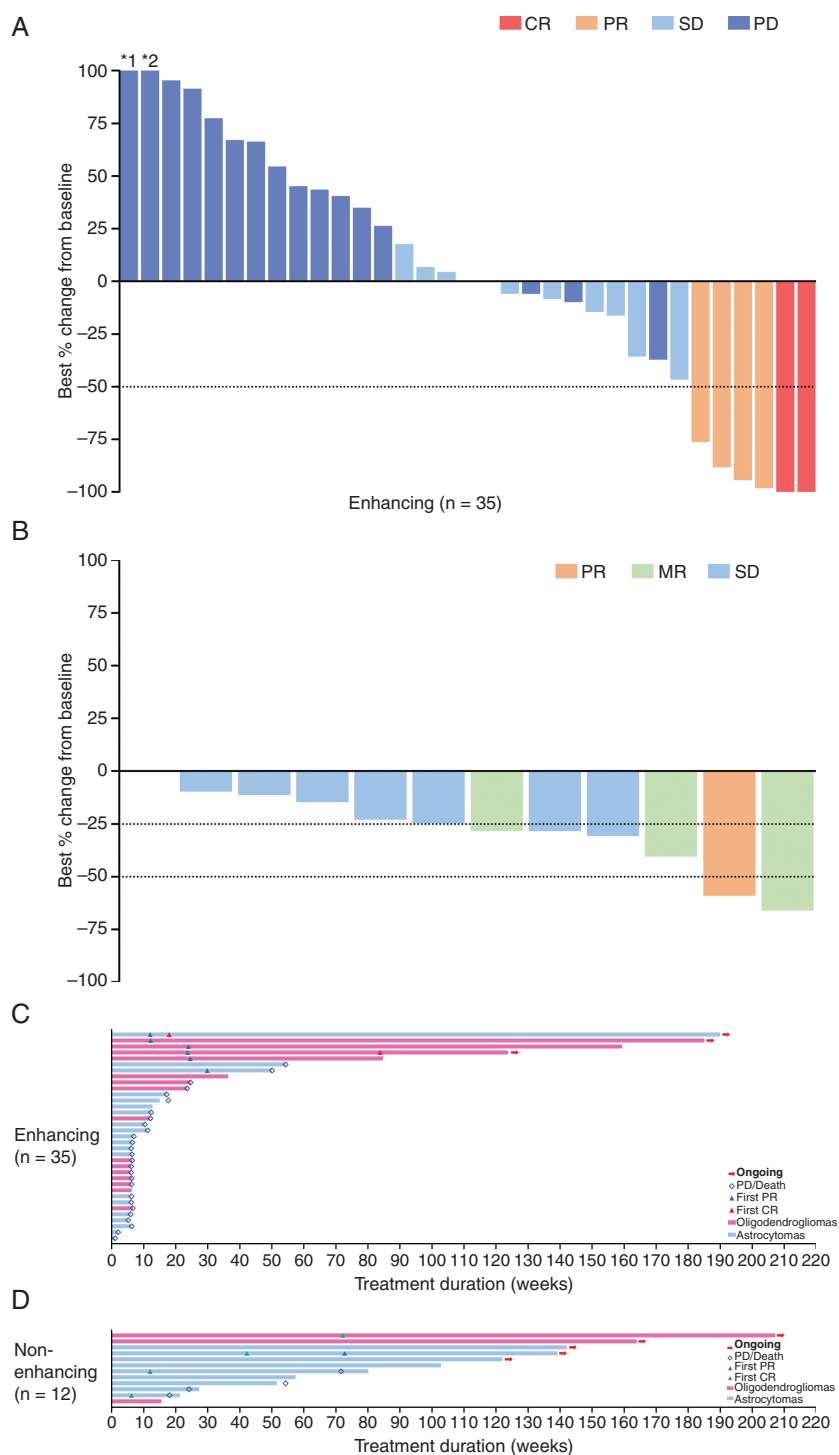 A
CR PR SD PD
*1 *2
100
75
50
25
0
−25
−50
−75
−100
Best % change from baseline
Enhancing (n = 35)
B
PR MR SD
100
75
50
25
0
−25
−50
−75
−100
Best % change from baseline
C
Enhancing
(n = 35)
Ongoing
PD/Death
First PR
First CR
Oligodendrogliomas
Astrocytomas
0 10 20 30 40 50 60 70 80 90 100 110 120 130 140 150 160 170 180 190 200 210 220
Treatment duration (weeks)
D
Non-
enhancing
(n = 12)
Ongoing
PD/Death
First PR
First CR
Oligodendrogliomas
Astrocytomas
0 10 20 30 40 50 60 70 80 90 100 110 120 130 140 150 160 170 180 190 200 210 220
Treatment duration (weeks)